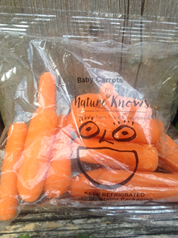 Baby Carrots
Nature Knows
KEEP REFRIGERATED